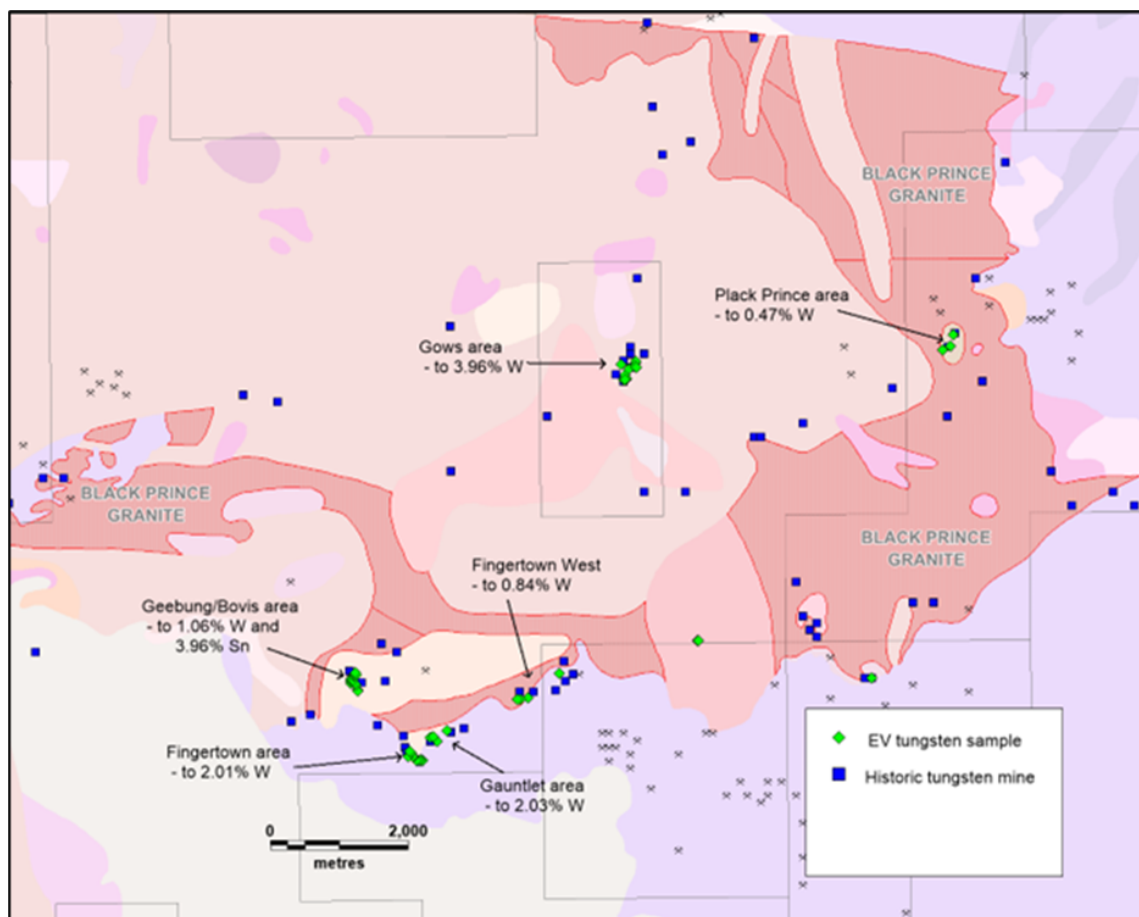 BLACK PRINCE
GRANITE
Plack Prince area
- to 0.47% W
Gows area
- to 3.96% W
BLACK PRINCE
GRANITE
BLACK PRINCE
GRANITE
Fingertown West
- to 0.84% W
Geebung/Bovis area
- to 1.06% W and
3.96% Sn
Fingertown area
- to 2.01% W
Gauntlet area
- to 2.03% W
EV tungsten sample
Historic tungsten mine
0 2,000
metres